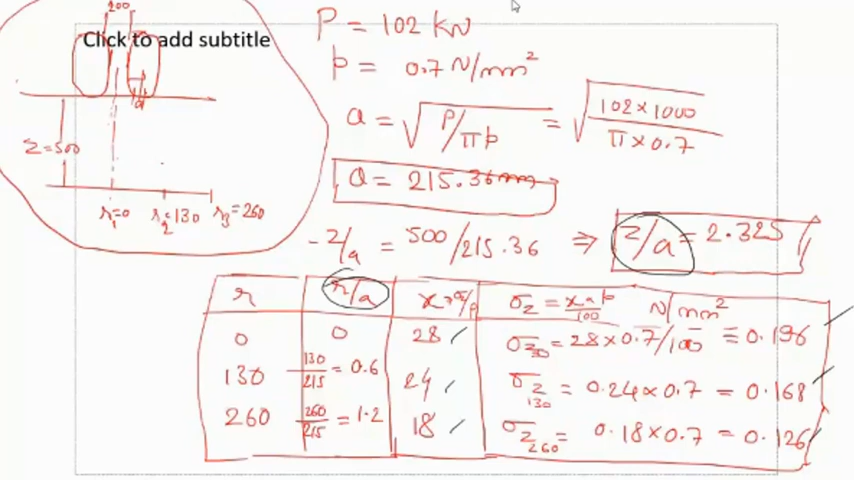 200
Click to add subtitle
P = 102 kN
p = 0.7 N/mm²
a = √(P/πp) = √(102×1000 / π×0.7)
a = 215.36 mm
a
Z=500
r₁=0 r₂=130 r₃=260
- Z/a = 500/215.36 ⇒ Z/a = 2.325
r r/a σz = x*p/100 N/mm²
0 0 28 σz₀ = 28×0.7/100 = 0.196
130 130/215 = 0.6 24 σz₁₃₀ = 0.24×0.7 = 0.168
260 260/215 = 1.2 18 σz₂₆₀ = 0.18×0.7 = 0.126